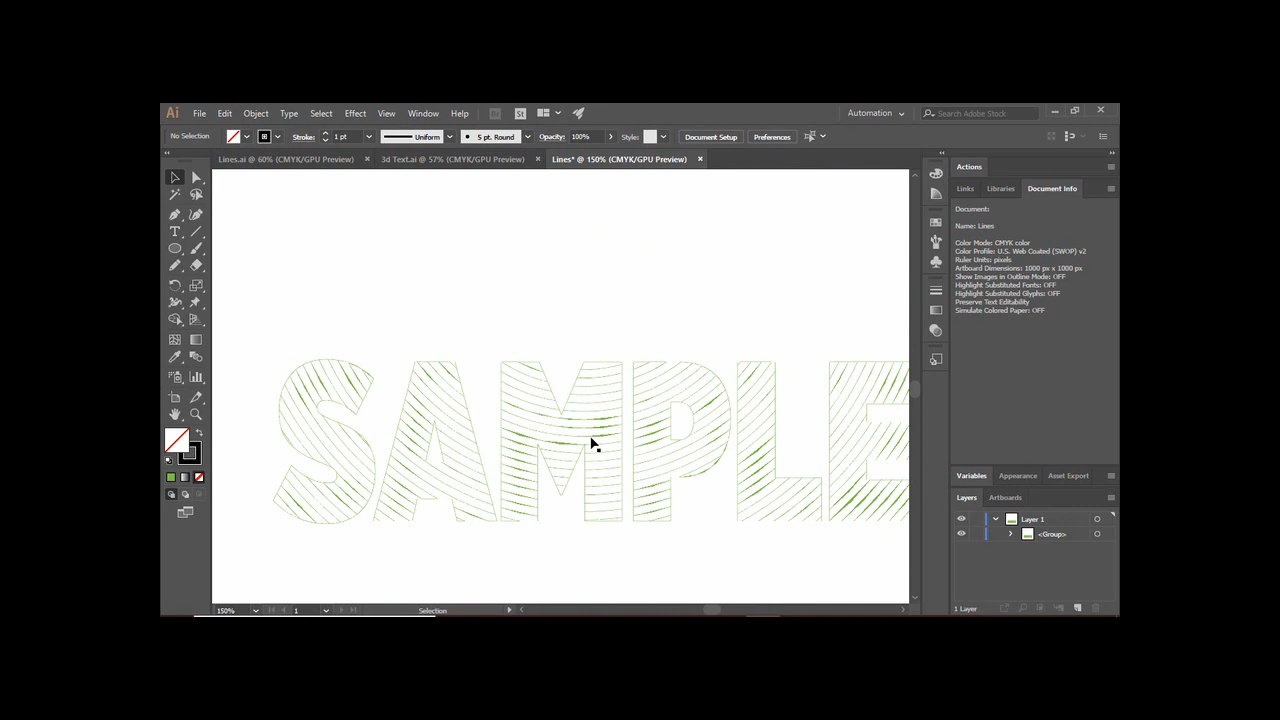 Ai File Edit Object Type Select Effect View Window Help Br St Automation Search Adobe Stock
No Selection Stroke: 1 pt Uniform 5 pt. Round Opacity: 100% Style: Document Setup Preferences
Lines.ai @ 60% (CMYK/GPU Preview) 3d Text.ai @ 57% (CMYK/GPU Preview) Lines* @ 150% (CMYK/GPU Preview)
Actions
Links Libraries Document Info
Document:
Name: Lines
Color Mode: CMYK color
Color Profile: U.S. Web Coated (SWOP) v2
Ruler Units: pixels
Artboard Dimensions: 1000 px x 1000 px
Show Images in Outline Mode: OFF
Highlight Substituted Fonts: OFF
Highlight Substituted Glyphs: OFF
Preserve Text Editability
Simulate Colored Paper: OFF
SAMPLE
Variables Appearance Asset Export
Layers Artboards
Layer 1
<Group>
1 Layer
150% 1 Selection